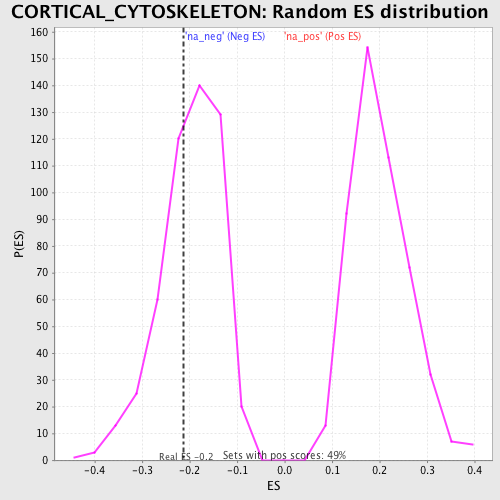 CORTICAL_CYTOSKELETON: Random ES distribution
'na_neg' (Neg ES) 'na_pos' (Pos ES)
160
150
140
130
120
110
100
90
80
70
60
50
40
30
20
10
0
P(ES)
Real ES -0.2 Sets with pos scores: 49%
-0.4 -0.3 -0.2 -0.1 0.0 0.1 0.2 0.3 0.4
ES